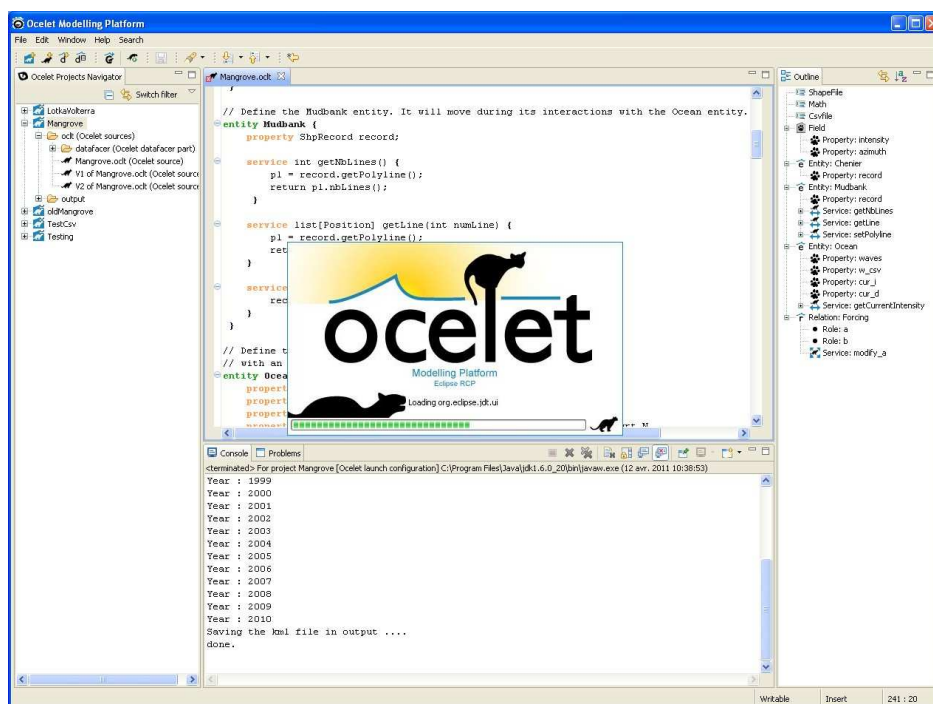 Ocelet Modelling Platform
File Edit Window Help Search
Ocelet Projects Navigator
Switch filter
LotkaVolterra
Mangrove
oclt (Ocelet sources)
datafacer (Ocelet datafacer part)
Mangrove.oclt (Ocelet source)
V1 of Mangrove.oclt (Ocelet sourc
V2 of Mangrove.oclt (Ocelet sourc
output
oldMangrove
TestCsv
Testing
Mangrove.oclt
}
// Define the Mudbank entity. It will move during its interactions with the Ocean entity.
entity Mudbank {
property ShpRecord record;
service int getNbLines() {
pl = record.getPolyline();
return pl.nbLines();
}
service list[Position] getLine(int numLine) {
pl = record.getPolyline();
ret
}
service
rec
}
}
// Define t
// with an
entity Ocea
propert
propert
propert
propert
ocelet
Modelling Platform
Eclipse RCP
Loading org.eclipse.jdt.ui
Outline
ShapeFile
Math
Csvfile
Field
Property: intensity
Property: azimuth
Entity: Chenier
Property: record
Entity: Mudbank
Property: record
Service: getNbLines
Service: getLine
Service: setPolyline
Entity: Ocean
Property: waves
Property: w_csv
Property: cur_i
Property: cur_d
Service: getCurrentIntensity
Relation: Forcing
Role: a
Role: b
Service: modify_a
Console Problems
<terminated> For project Mangrove [Ocelet launch configuration] C:\Program Files\Java\jdk1.6.0_20\bin\javaw.exe (12 avr. 2011 10:38:53)
Year : 1999
Year : 2000
Year : 2001
Year : 2002
Year : 2003
Year : 2004
Year : 2005
Year : 2006
Year : 2007
Year : 2008
Year : 2009
Year : 2010
Saving the kml file in output ....
done.
Writable Insert 241 : 20